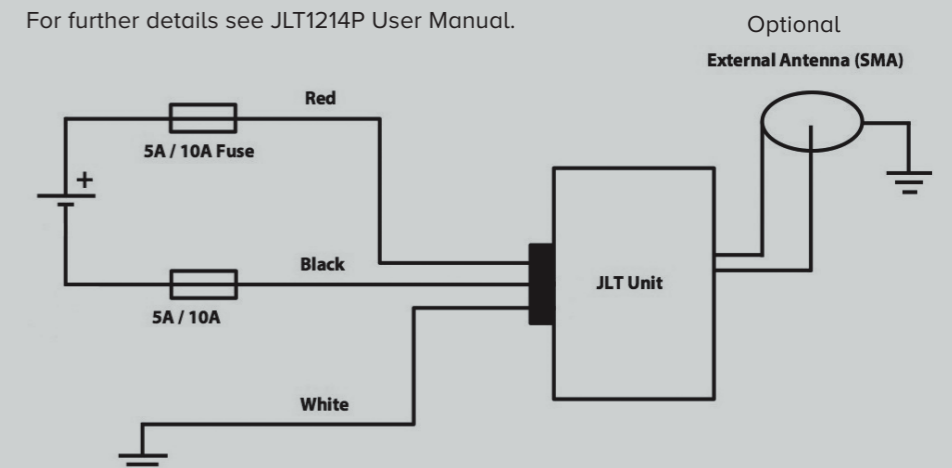 For further details see JLT1214P User Manual.
Optional
External Antenna (SMA)
Red
5A / 10A Fuse
+
Black
JLT Unit
5A / 10A
White